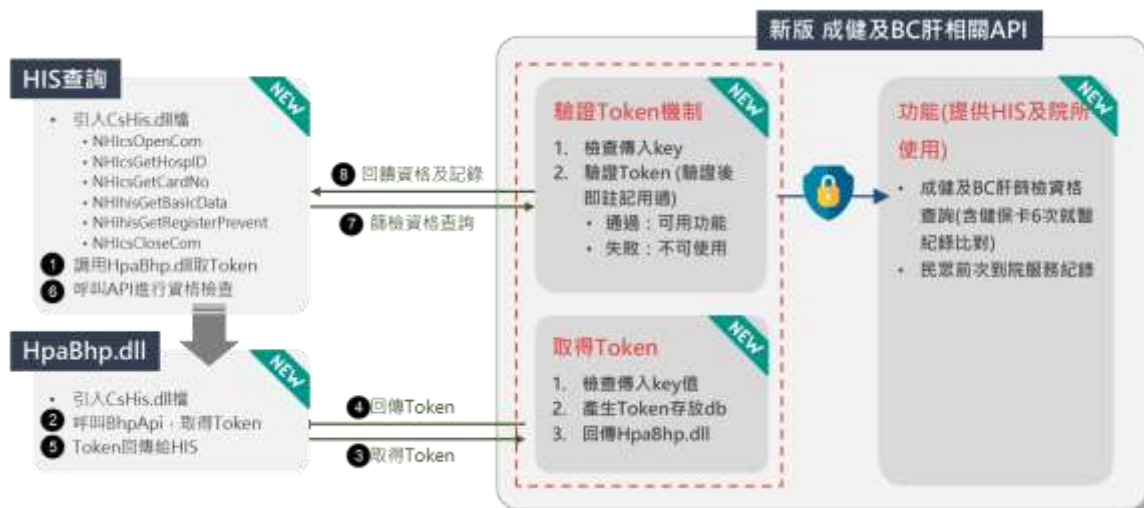 新版 成健及BC肝相關API
HIS查詢
NEW
• 引入CsHis.dll檔
• NHIcsOpenCom
• NHIcsGetHospID
• NHIcsGetCardNo
• NHIhisGetBasicData
• NHIhisGetRegisterPrevent
• NHIcsCloseCom
1 調用HpaBhp.dll取Token
6 呼叫API進行資格檢查
HpaBhp.dll
NEW
• 引入CsHis.dll檔
2 呼叫BhpApi，取得Token
5 Token回傳給HIS
8 回饋資格及記錄
7 篩檢資格查詢
4 回傳Token
3 取得Token
驗證Token機制
NEW
1. 檢查傳入key
2. 驗證Token (驗證後
即註記用過)
• 通過：可用功能
• 失敗：不可使用
取得Token
NEW
1. 檢查傳入key值
2. 產生Token存放db
3. 回傳HpaBhp.dll
功能(提供HIS及院所
使用)
NEW
• 成健及BC肝篩檢資格
查詢(含健保卡6次就醫
紀錄比對)
• 民眾前次到院服務紀錄